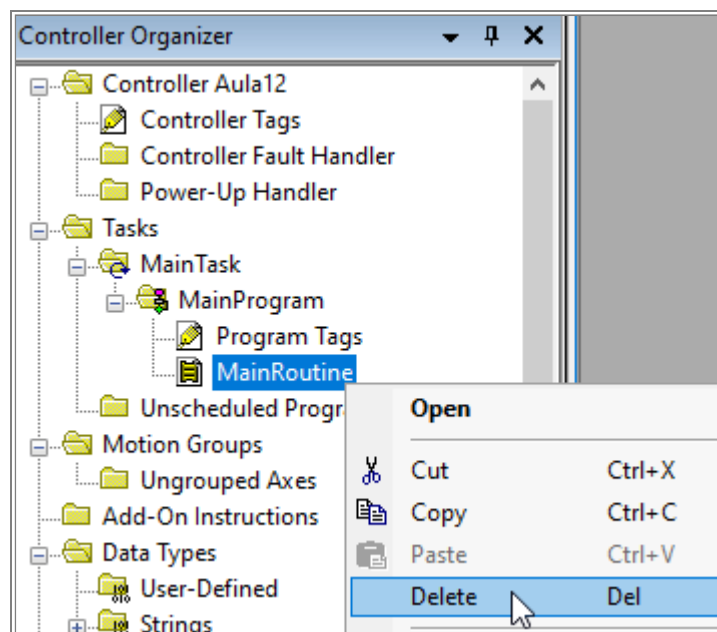 Controller Organizer
Controller Aula12
Controller Tags
Controller Fault Handler
Power-Up Handler
Tasks
MainTask
MainProgram
Program Tags
MainRoutine
Unscheduled Progr
Open
Motion Groups
Ungrouped Axes
Cut Ctrl+X
Add-On Instructions
Copy Ctrl+C
Data Types
Paste Ctrl+V
User-Defined
Delete Del
Strings